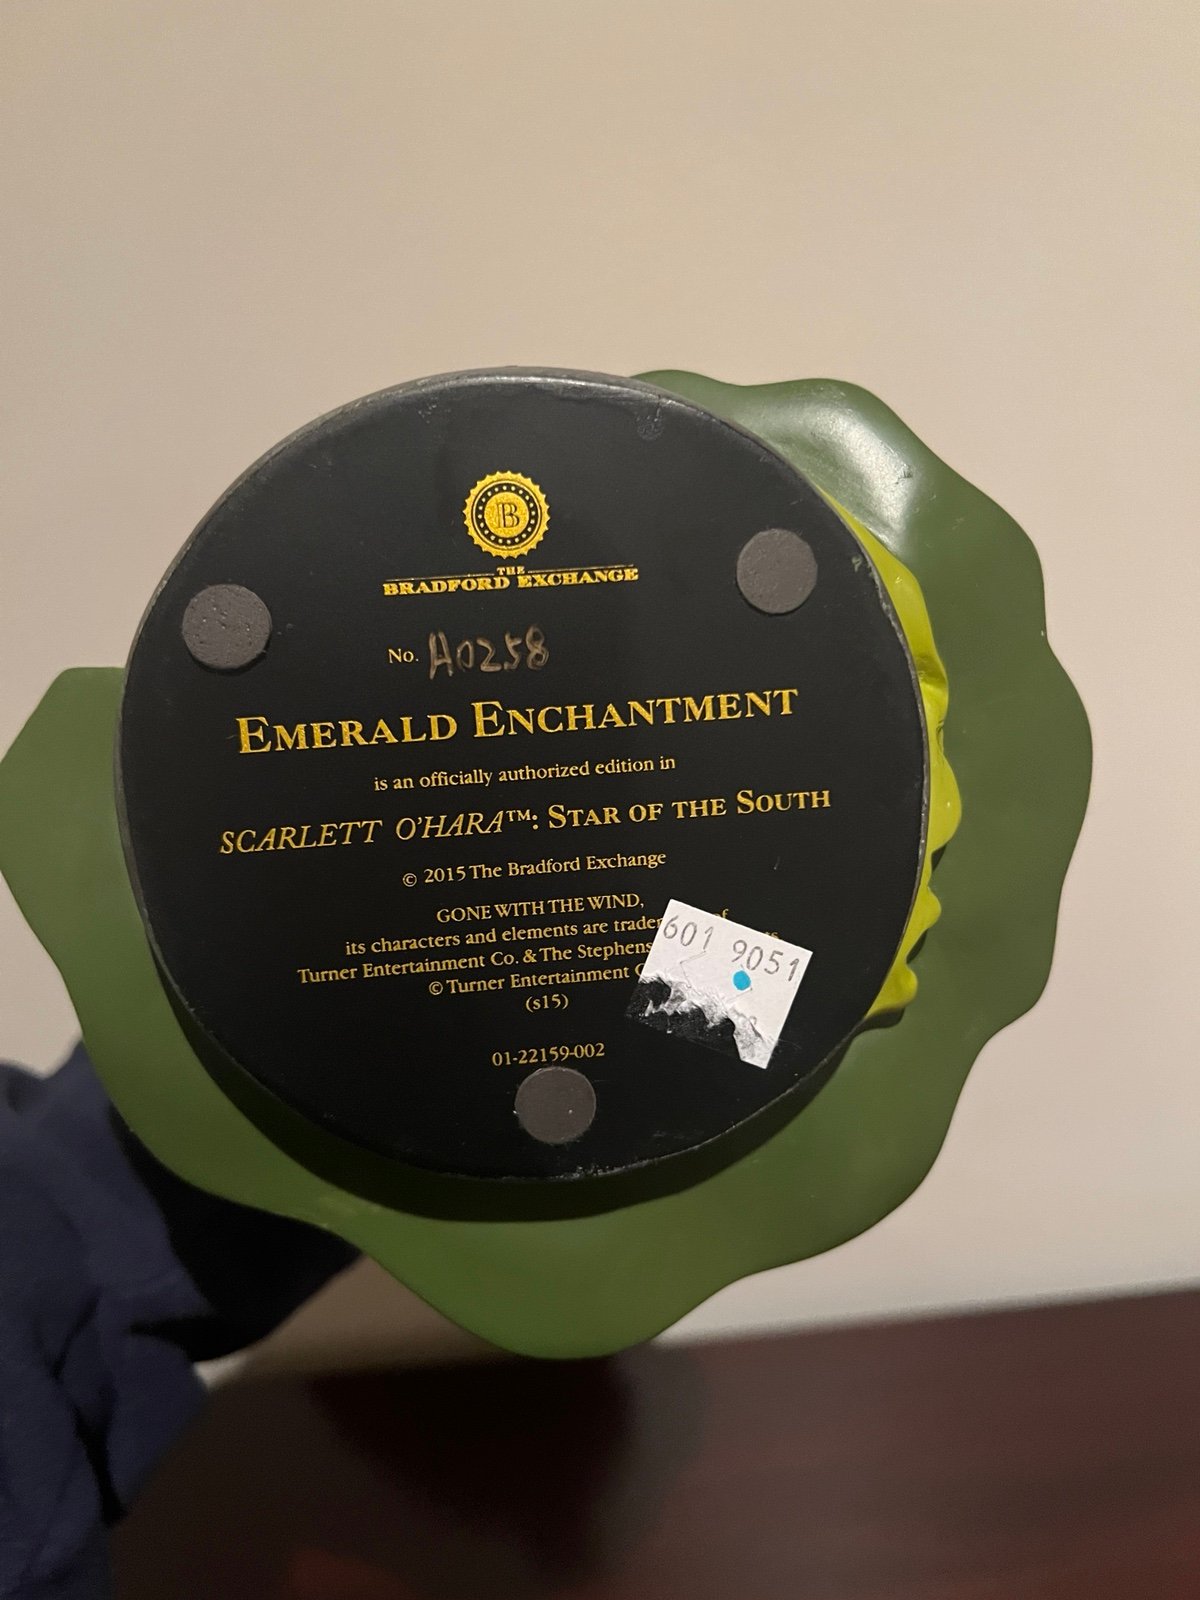 B
THE
BRADFORD EXCHANGE
No. A0258
EMERALD ENCHANTMENT
is an officially authorized edition in
SCARLETT O'HARA™: STAR OF THE SOUTH
© 2015 The Bradford Exchange
GONE WITH THE WIND,
its characters and elements are of
Turner Entertainment Co. & The
© Turner Entertainment
(s15)
01-22159-002
601 9051